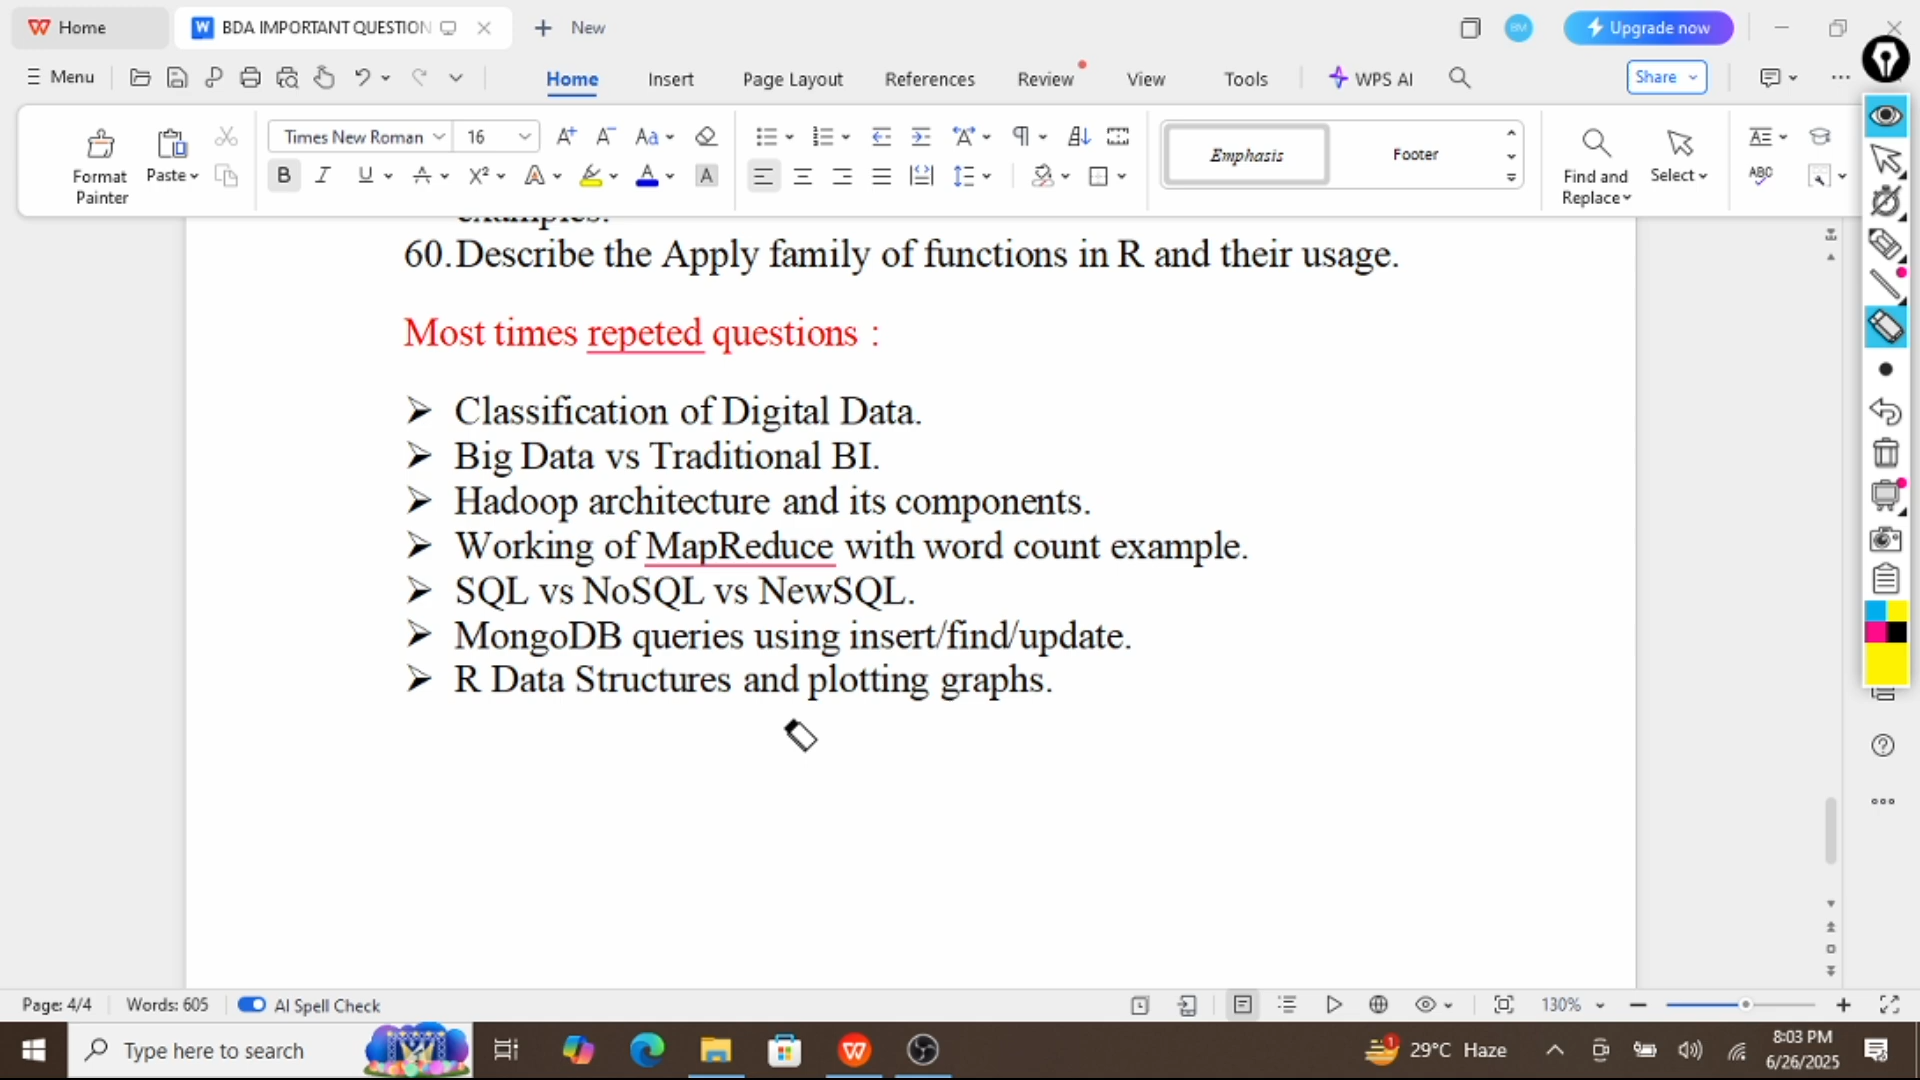 Home
BDA IMPORTANT QUESTION
New
BM
Upgrade now
Menu
Home
Insert
Page Layout
References
Review
View
Tools
WPS AI
Share
Format
Painter
Paste
Times New Roman
16
Emphasis
Footer
Find and
Replace
Select
examples.
60. Describe the Apply family of functions in R and their usage.
Most times repeted questions :
➢ Classification of Digital Data.
➢ Big Data vs Traditional BI.
➢ Hadoop architecture and its components.
➢ Working of MapReduce with word count example.
➢ SQL vs NoSQL vs NewSQL.
➢ MongoDB queries using insert/find/update.
➢ R Data Structures and plotting graphs.
Page: 4/4
Words: 605
AI Spell Check
130%
Type here to search
1
29°C Haze
8:03 PM
6/26/2025